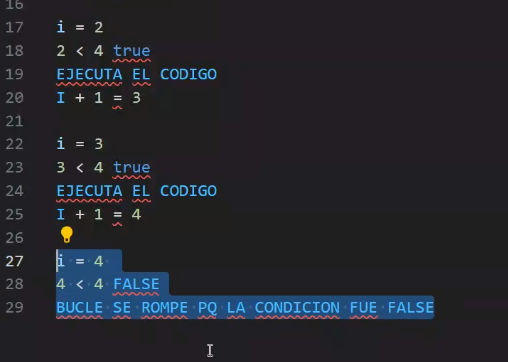 16
17 i = 2
18 2 < 4 true
19 EJECUTA EL CODIGO
20 I + 1 = 3
21
22 i = 3
23 3 < 4 true
24 EJECUTA EL CODIGO
25 I + 1 = 4
26
27 i = 4
28 4 < 4 FALSE
29 BUCLE SE ROMPE PQ LA CONDICION FUE FALSE